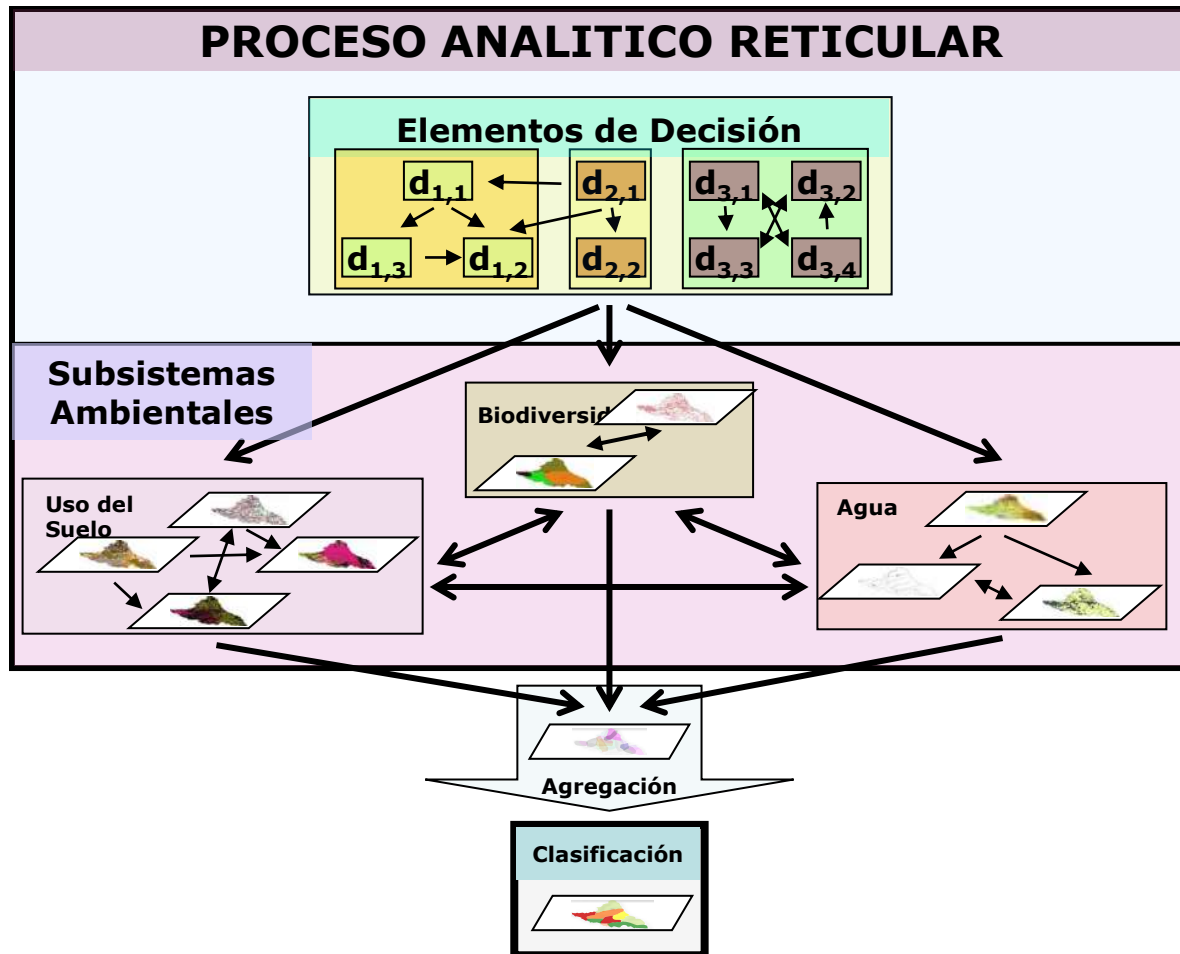 PROCESO ANALITICO RETICULAR
Elementos de Decisión
d1,1
d2,1
d3,1
d3,2
d1,3
d1,2
d2,2
d3,3
d3,4
Subsistemas
Ambientales
Biodiversid
Uso del
Suelo
Agua
Agregación
Clasificación